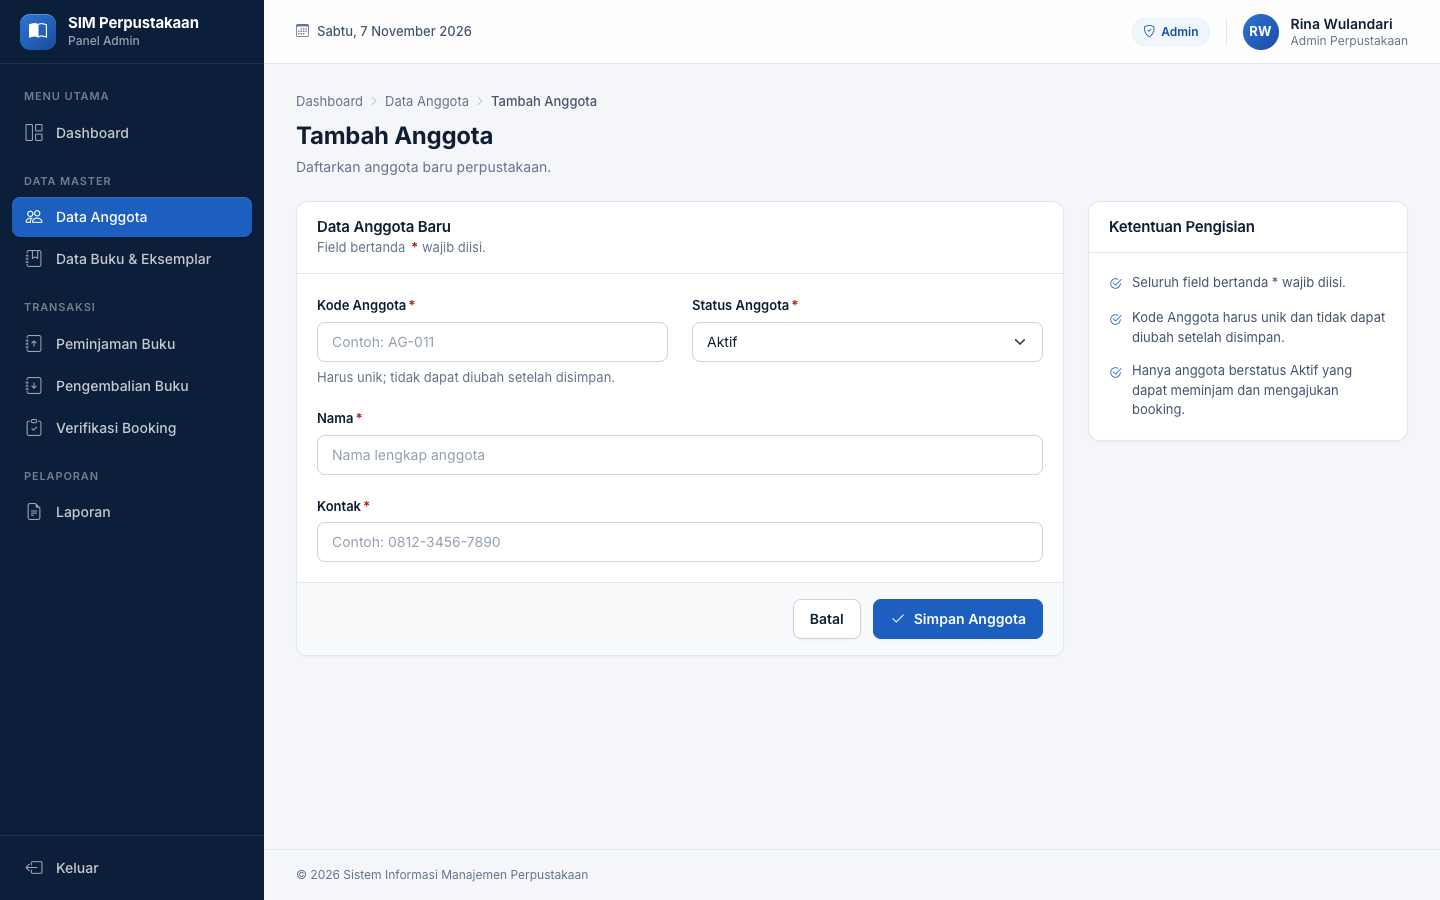 SIM Perpustakaan
Panel Admin
MENU UTAMA
Dashboard
DATA MASTER
Data Anggota
Data Buku & Eksemplar
TRANSAKSI
Peminjaman Buku
Pengembalian Buku
Verifikasi Booking
PELAPORAN
Laporan
Keluar
Sabtu, 7 November 2026
Admin
RW
Rina Wulandari
Admin Perpustakaan
Dashboard > Data Anggota > Tambah Anggota
Tambah Anggota
Daftarkan anggota baru perpustakaan.
Data Anggota Baru
Field bertanda * wajib diisi.
Kode Anggota *
Contoh: AG-011
Harus unik; tidak dapat diubah setelah disimpan.
Status Anggota *
Aktif
Nama *
Nama lengkap anggota
Kontak *
Contoh: 0812-3456-7890
Batal
Simpan Anggota
Ketentuan Pengisian
Seluruh field bertanda * wajib diisi.
Kode Anggota harus unik dan tidak dapat
diubah setelah disimpan.
Hanya anggota berstatus Aktif yang
dapat meminjam dan mengajukan
booking.
© 2026 Sistem Informasi Manajemen Perpustakaan